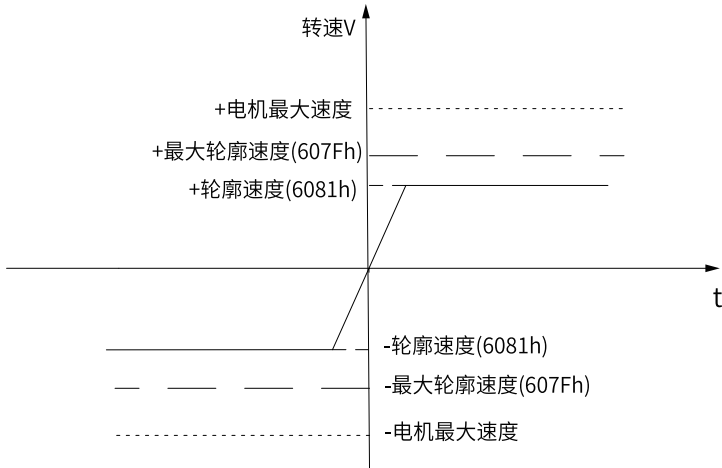 转速V
+电机最大速度
+最大轮廓速度(607Fh)
+轮廓速度(6081h)
t
-轮廓速度(6081h)
-最大轮廓速度(607Fh)
-电机最大速度